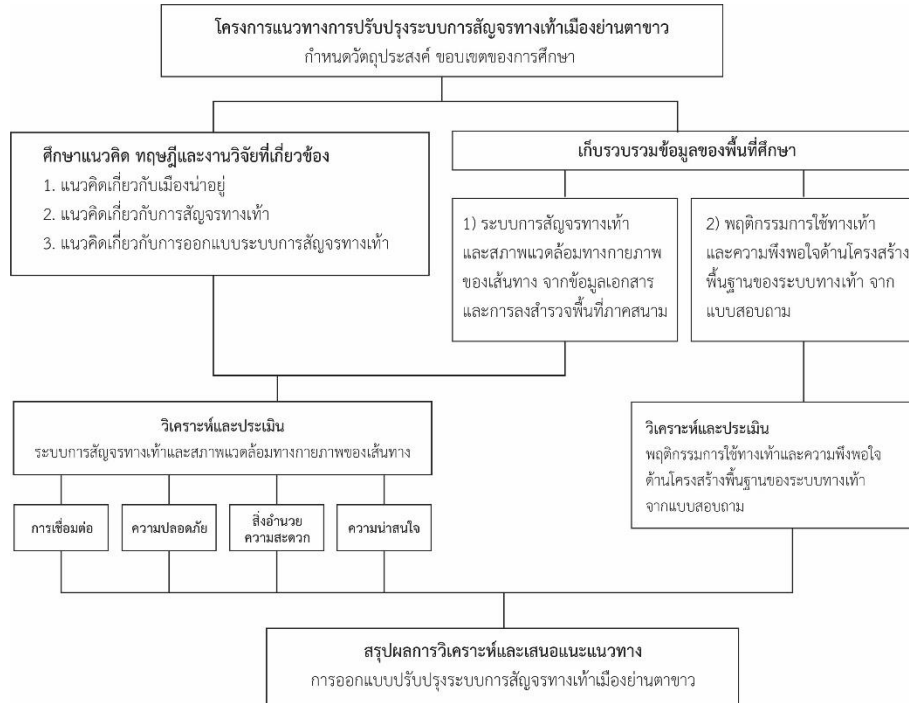 โครงการแนวทางการปรับปรุงระบบการสัญจรทางเท้าเมืองย่านตาขาว
กำหนดวัตถุประสงค์ ขอบเขตของการศึกษา
ศึกษาแนวคิด ทฤษฎีและงานวิจัยที่เกี่ยวข้อง
1. แนวคิดเกี่ยวกับเมืองน่าอยู่
2. แนวคิดเกี่ยวกับการสัญจรทางเท้า
3. แนวคิดเกี่ยวกับการออกแบบระบบการสัญจรทางเท้า
เก็บรวบรวมข้อมูลของพื้นที่ศึกษา
1) ระบบการสัญจรทางเท้า
และสภาพแวดล้อมทางกายภาพ
ของเส้นทาง จากข้อมูลเอกสาร
และการลงสำรวจพื้นที่ภาคสนาม
2) พฤติกรรมการใช้ทางเท้า
และความพึงพอใจด้านโครงสร้าง
พื้นฐานของระบบทางเท้า จาก
แบบสอบถาม
วิเคราะห์และประเมิน
ระบบการสัญจรทางเท้าและสภาพแวดล้อมทางกายภาพของเส้นทาง
การเชื่อมต่อ
ความปลอดภัย
สิ่งอำนวย
ความสะดวก
ความน่าสนใจ
วิเคราะห์และประเมิน
พฤติกรรมการใช้ทางเท้าและความพึงพอใจ
ด้านโครงสร้างพื้นฐานของระบบทางเท้า
จากแบบสอบถาม
สรุปผลการวิเคราะห์และเสนอแนะแนวทาง
การออกแบบปรับปรุงระบบการสัญจรทางเท้าเมืองย่านตาขาว